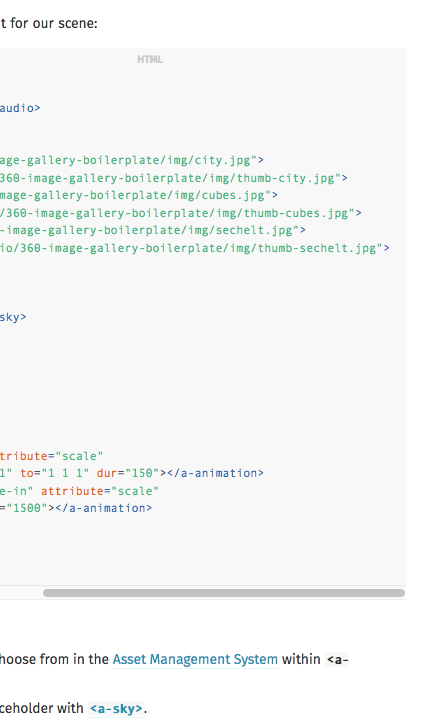 t for our scene:
HTML
audio>
age-gallery-boilerplate/img/city.jpg">
360-image-gallery-boilerplate/img/thumb-city.jpg">
mage-gallery-boilerplate/img/cubes.jpg">
/360-image-gallery-boilerplate/img/thumb-cubes.jpg">
-image-gallery-boilerplate/img/sechelt.jpg">
io/360-image-gallery-boilerplate/img/thumb-sechelt.jpg">
sky>
tribute="scale"
1" to="1 1 1" dur="150"></a-animation>
e-in" attribute="scale"
="1500"></a-animation>
hoose from in the Asset Management System within <a-
ceholder with <a-sky>.